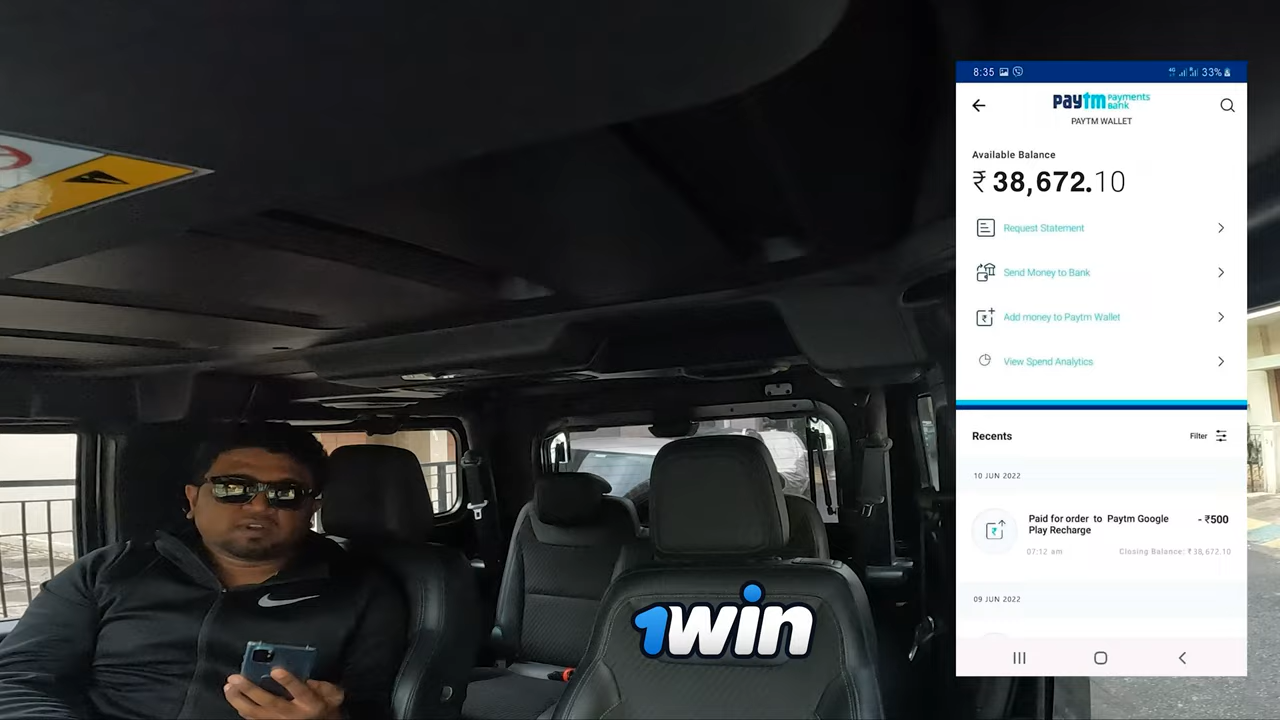 8:35 4G 33%
paytm Payments Bank
PAYTM WALLET
Available Balance
₹ 38,672.10
Request Statement
Send Money to Bank
Add money to Paytm Wallet
View Spend Analytics
Recents
Filter
10 JUN 2022
Paid for order to Paytm Google
Play Recharge
- ₹500
07:12 am
Closing Balance: ₹ 38,672.10
09 JUN 2022
1win